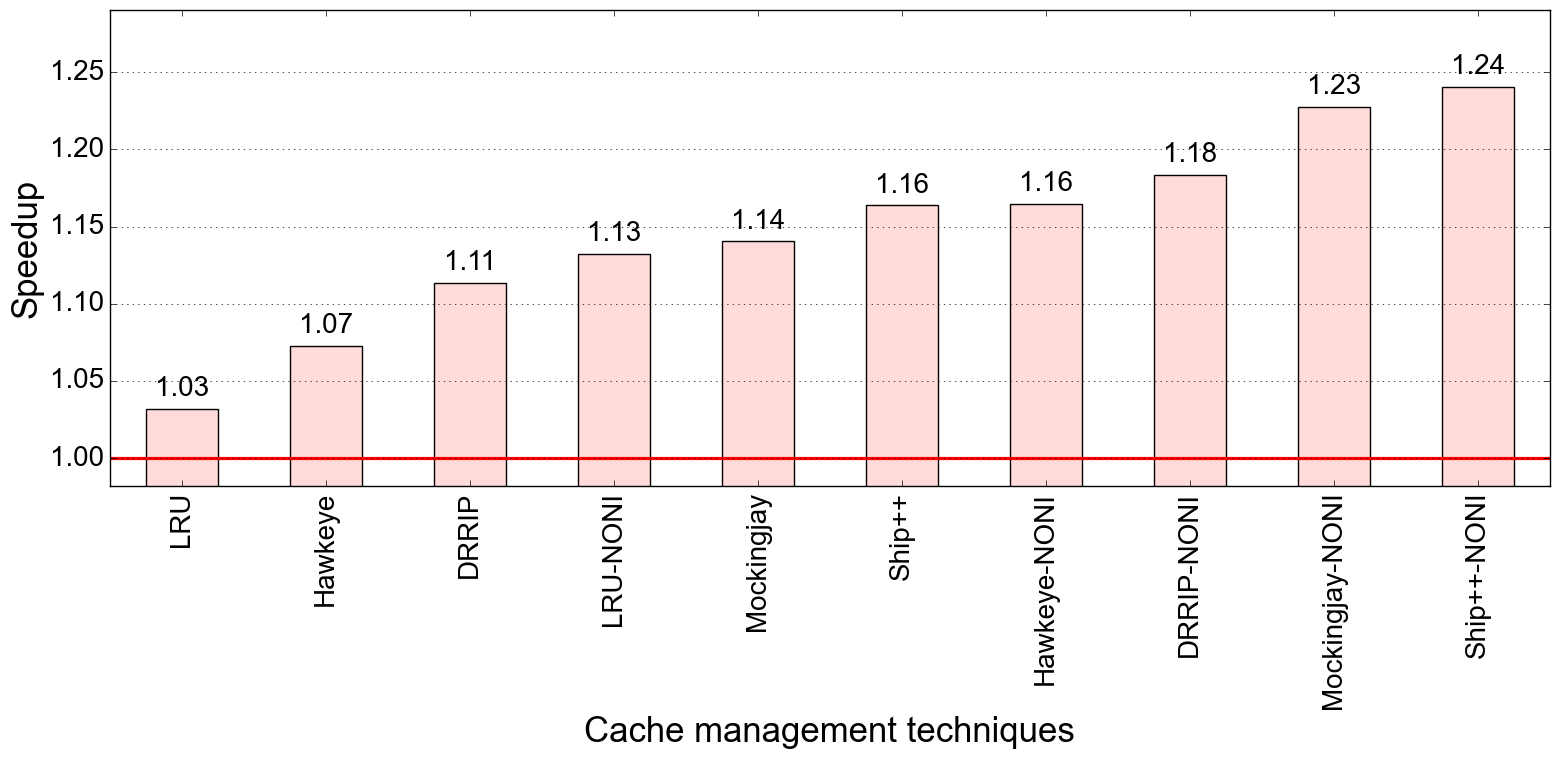 Speedup
1.25
1.20
1.15
1.10
1.05
1.00
1.03
1.07
1.11
1.13
1.14
1.16
1.16
1.18
1.23
1.24
LRU
Hawkeye
DRRIP
LRU-NONI
Mockingjay
Ship++
Hawkeye-NONI
DRRIP-NONI
Mockingjay-NONI
Ship++-NONI
Cache management techniques